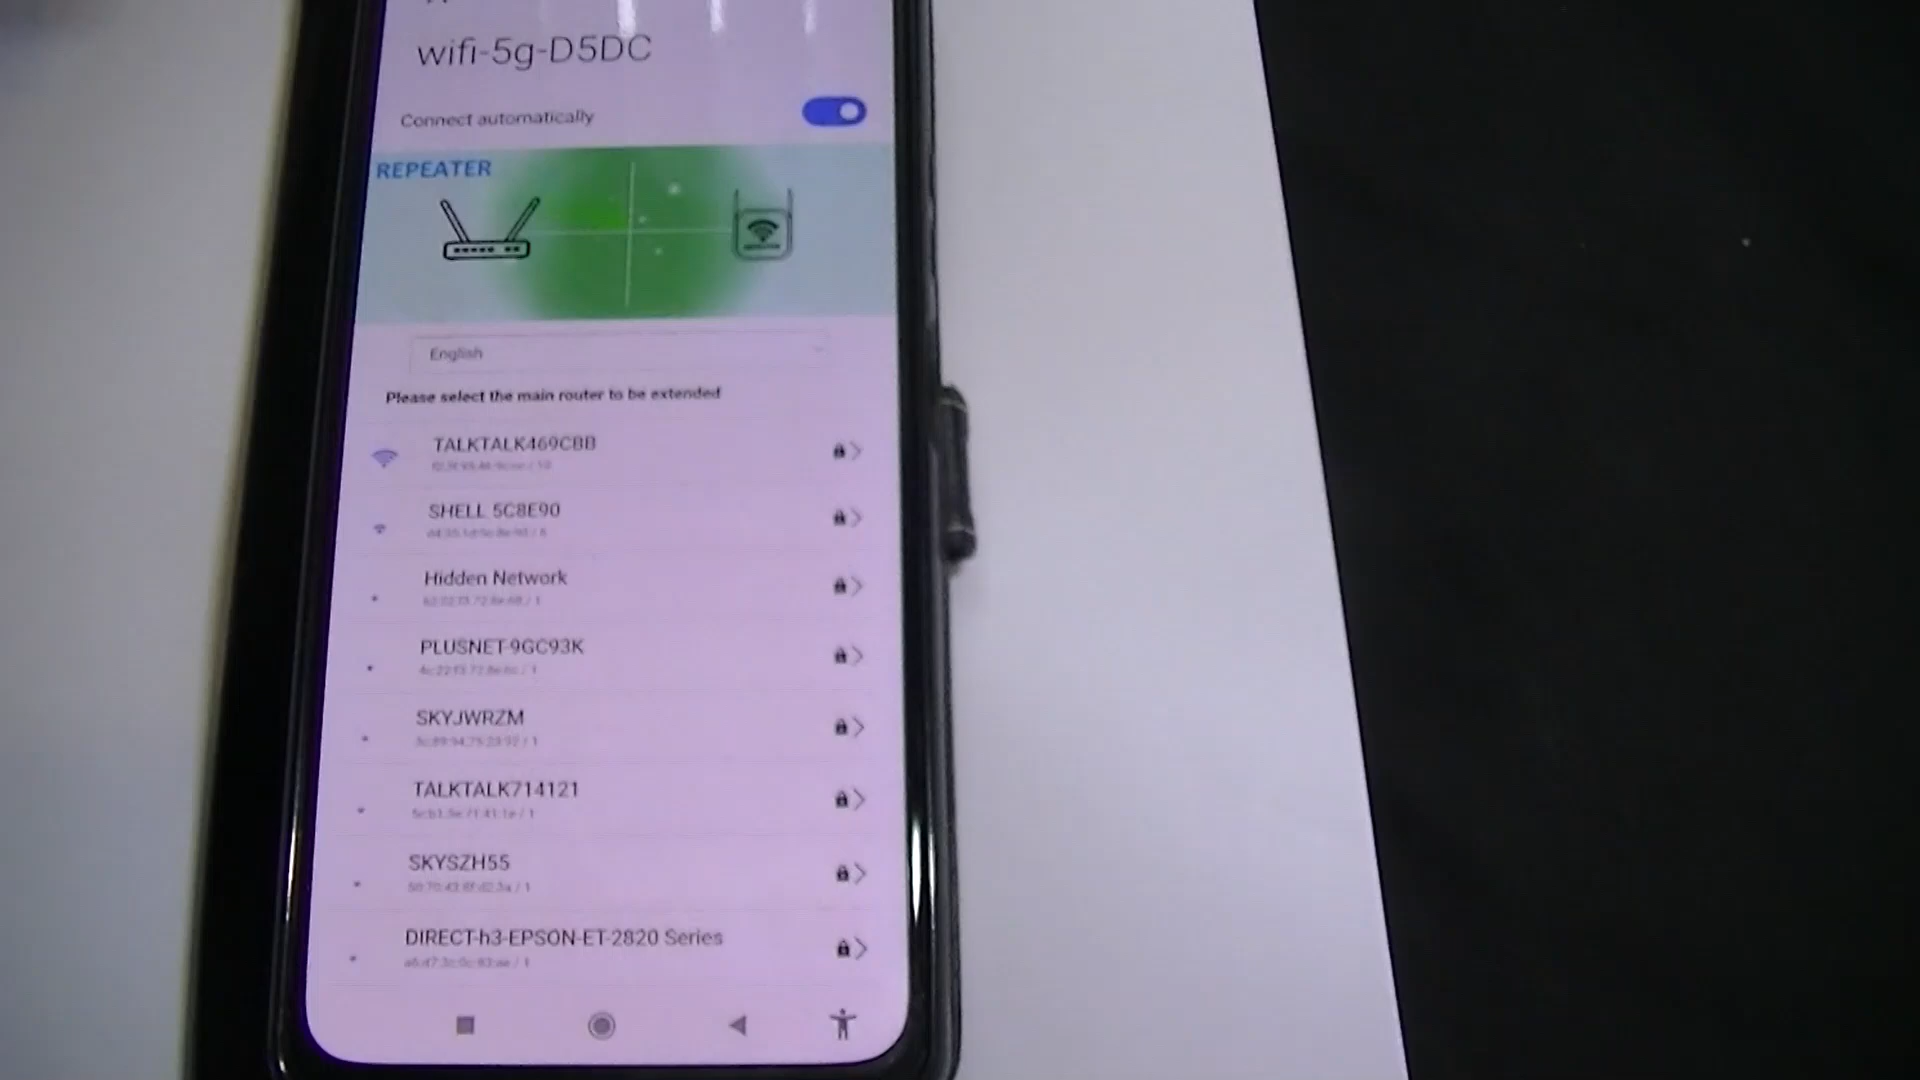 wifi-5g-D5DC
Connect automatically
REPEATER
English
Please select the main router to be extended
TALKTALK469CBB
SHELL 5C8E90
Hidden Network
PLUSNET-9GC93K
SKYJWRZM
TALKTALK714121
SKYSZH55
DIRECT-h3-EPSON-ET-2820 Series